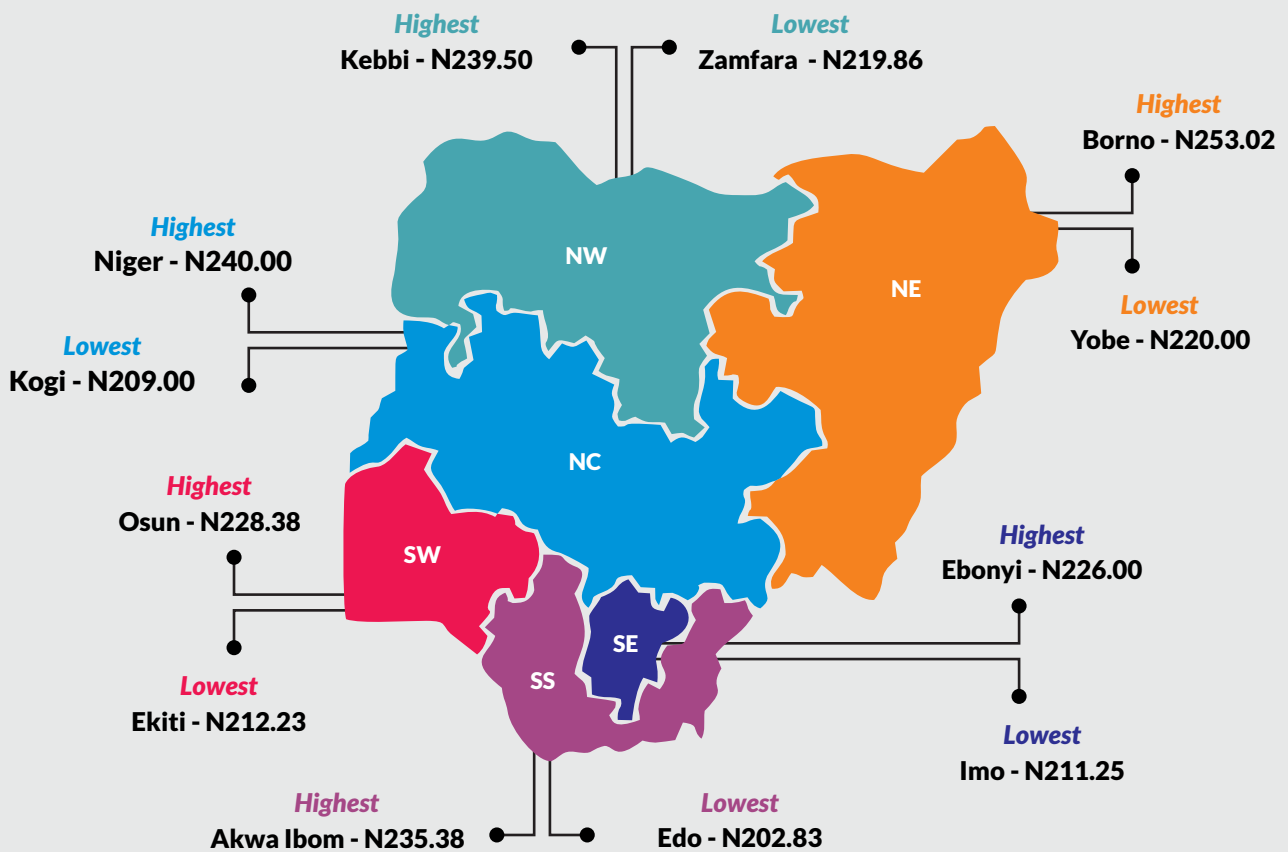 Highest
Kebbi - N239.50
Lowest
Zamfara - N219.86
Highest
Borno - N253.02
Lowest
Yobe - N220.00
Highest
Niger - N240.00
Lowest
Kogi - N209.00
NW
NE
NC
Highest
Osun - N228.38
Lowest
Ekiti - N212.23
SW
SS
SE
Highest
Ebonyi - N226.00
Lowest
Imo - N211.25
Highest
Akwa Ibom - N235.38
Lowest
Edo - N202.83